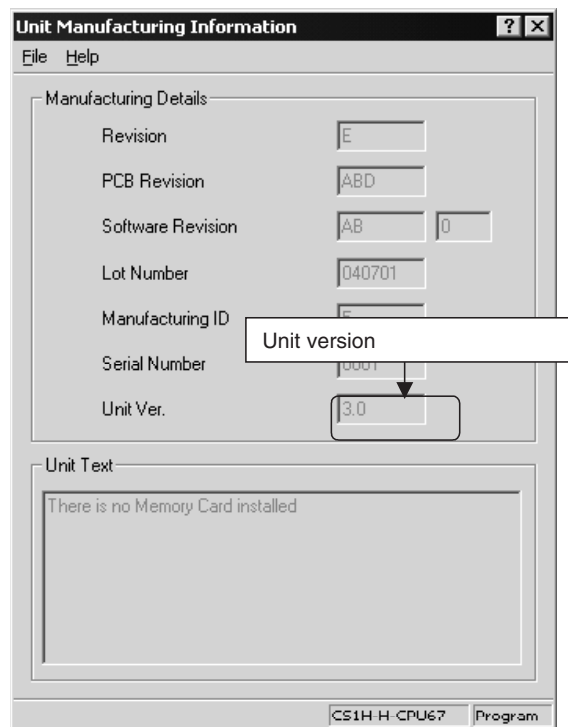 Unit Manufacturing Information
File Help
Manufacturing Details
Revision E
PCB Revision ABD
Software Revision AB 0
Lot Number 040701
Manufacturing ID
Unit version
Serial Number 0001
Unit Ver. 3.0
Unit Text
There is no Memory Card installed
CS1H-H-CPU67 Program